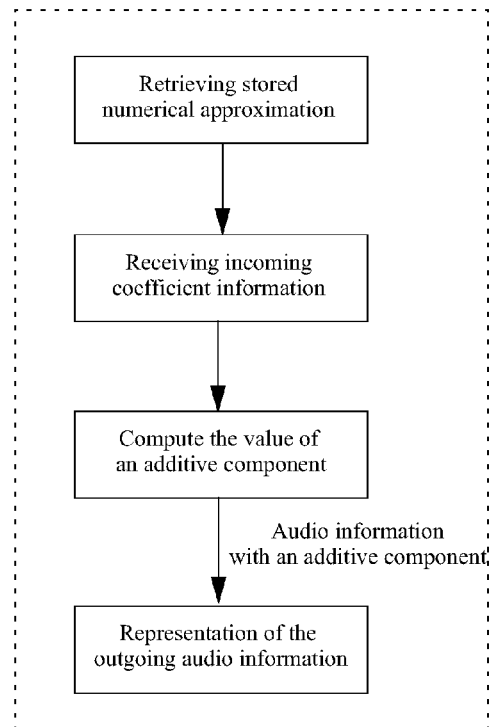 Retrieving stored
numerical approximation
Receiving incoming
coefficient information
Compute the value of
an additive component
Audio information
with an additive component
Representation of the
outgoing audio information